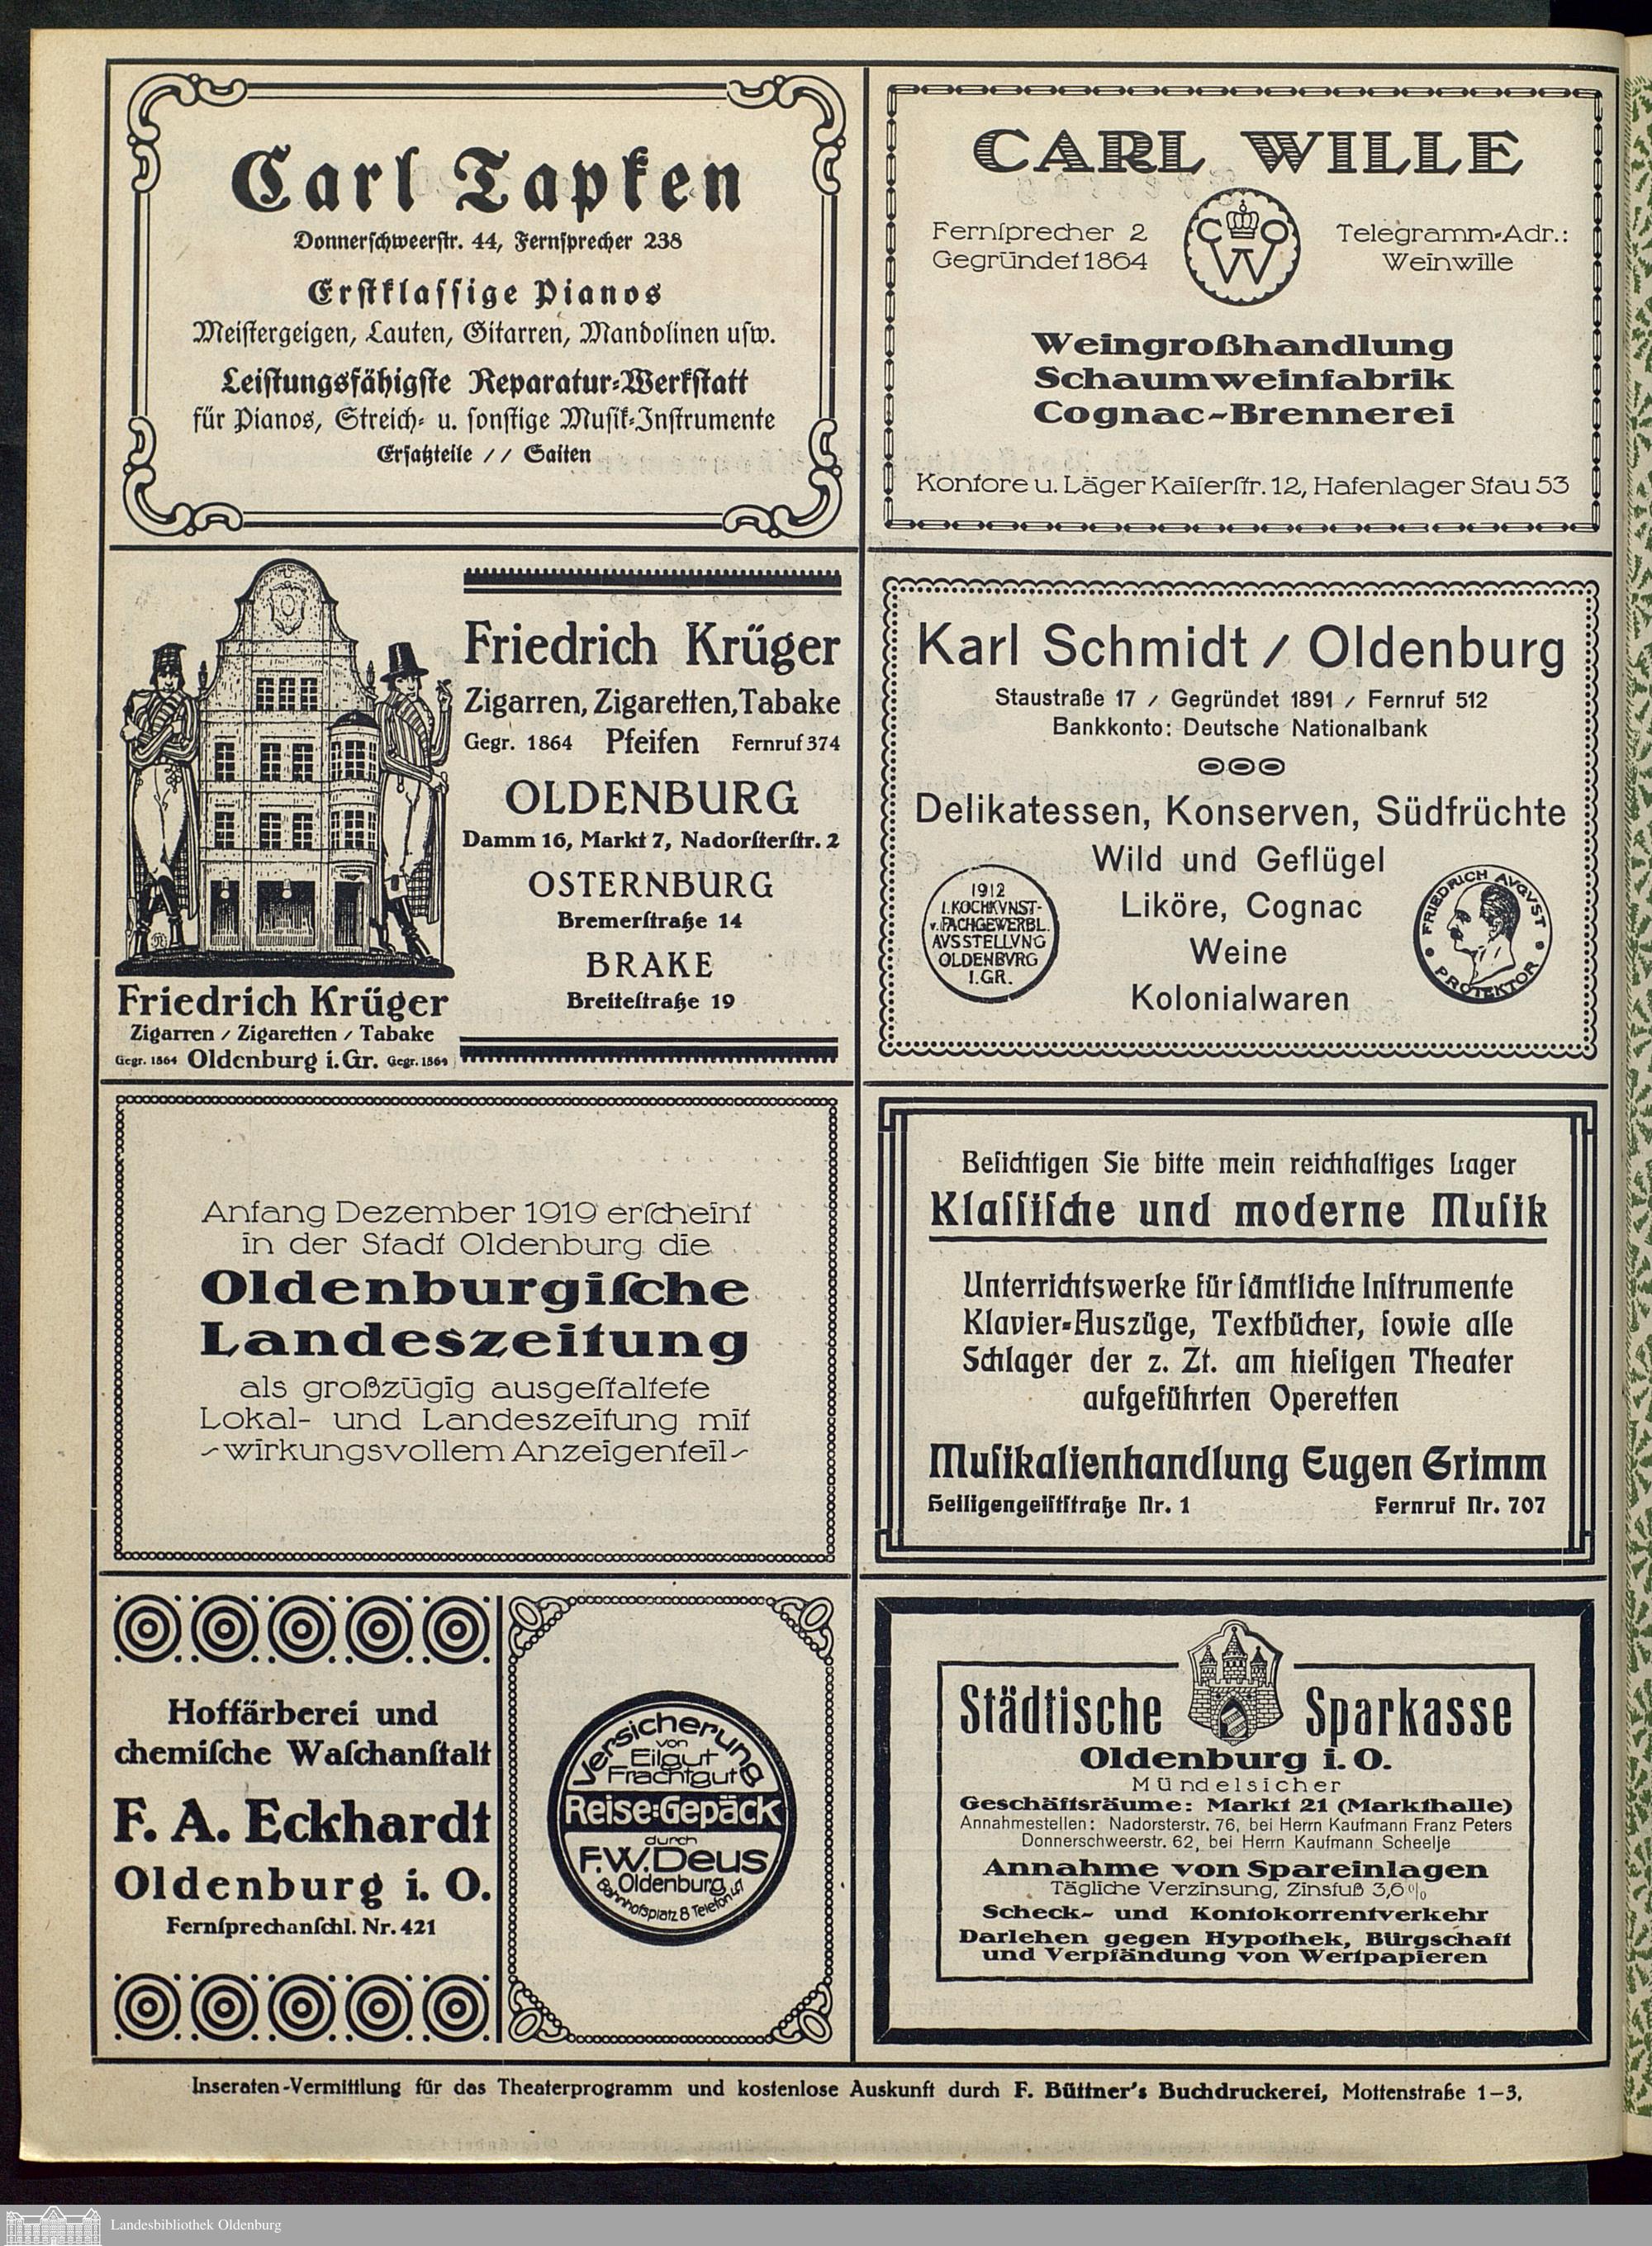 Carl Tapken
Donnerſchweerſtr. 44, Fernſprecher 238
Erſtklaſſige Pianos
Meiſtergeigen, Lauten, Gitarren, Mandolinen uſw.
Leiſtungsfähigſte Reparatur-Werkſtatt
für Pianos, Streich- u. ſonſtige Muſik-Inſtrumente
Erſatzteile // Saiten
CARL WILLE
Fernſprecher 2
Gegründet 1864
C W O
Telegramm-Adr.:
Weinwille
Weingroßhandlung
Schaumweinfabrik
Cognac-Brennerei
Kontore u. Läger Kaiſerſtr. 12, Hafenlager Stau 53
Friedrich Krüger
Zigarren / Zigaretten / Tabake
Gegr. 1864 Oldenburg i. Gr. Gegr. 1864
Friedrich Krüger
Zigarren, Zigaretten, Tabake
Gegr. 1864 Pfeifen Fernruf 374
OLDENBURG
Damm 16, Markt 7, Nadorſterſtr. 2
OSTERNBURG
Bremerſtraße 14
BRAKE
Breiteſtraße 19
Karl Schmidt / Oldenburg
Staustraße 17 / Gegründet 1891 / Fernruf 512
Bankkonto: Deutsche Nationalbank
Delikatessen, Konserven, Südfrüchte
Wild und Geflügel
Liköre, Cognac
Weine
Kolonialwaren
1912
I. KOCHKVNST-
v. FACHGEWERBL.
AVSSTELLVNG
OLDENBVRG
I. GR.
FRIEDRICH AVGVST
PROTEKTOR
Anfang Dezember 1919 erſcheint
in der Stadt Oldenburg die
Oldenburgiſche
Landeszeitung
als großzügig ausgeſtaltete
Lokal- und Landeszeitung mit
~wirkungsvollem Anzeigenteil~
Beſichtigen Sie bitte mein reichhaltiges Lager
Klaſſiſche und moderne Muſik
Unterrichtswerke für ſämtliche Inſtrumente
Klavier-Auszüge, Textbücher, ſowie alle
Schlager der z. Zt. am hieſigen Theater
aufgeführten Operetten
Muſikalienhandlung Eugen Grimm
Heiligengeiſtſtraße Nr. 1 Fernruf Nr. 707
Hoffärberei und
chemiſche Waſchanſtalt
F. A. Eckhardt
Oldenburg i. O.
Fernſprechanſchl. Nr. 421
Versicherung
von
Eilgut
Frachtgut
Reise-Gepäck
durch
F.W. Deus
Oldenburg
Bahnhofsplatz 8 Telefon 47
Städtische Sparkasse
Oldenburg i. O.
Mündelsicher
Geschäftsräume: Markt 21 (Markthalle)
Annahmestellen: Nadorsterstr. 76, bei Herrn Kaufmann Franz Peters
Donnerschweerstr. 62, bei Herrn Kaufmann Scheelje
Annahme von Spareinlagen
Tägliche Verzinsung, Zinsfuß 3,6%
Scheck- und Kontokorrentverkehr
Darlehen gegen Hypothek, Bürgschaft
und Verpfändung von Wertpapieren
Inseraten-Vermittlung für das Theaterprogramm und kostenlose Auskunft durch F. Büttner's Buchdruckerei, Mottenstraße 1–3.
Landesbibliothek Oldenburg